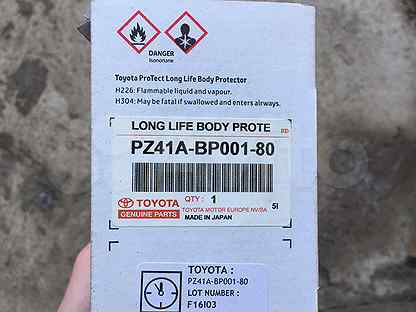 DANGER
Isononane
Toyota ProTect Long Life Body Protector
H226: Flammable liquid and vapour.
H304: May be fatal if swallowed and enters airways.
LONG LIFE BODY PROTE
PZ41A-BP001-80
TOYOTA
GENUINE PARTS
QTY: 1
5I
TOYOTA MOTOR EUROPE NV/SA
MADE IN JAPAN
TOYOTA :
PZ41A-BP001-80
LOT NUMBER :
F16I03